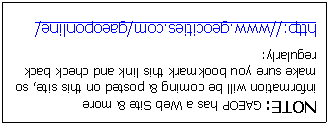 NOTE: GAEOP has a Web Site & more
information will be coming & posted on this site, so
make sure you bookmark this link and check back
regularly:
http://www.geocities.com/gaeoponline/